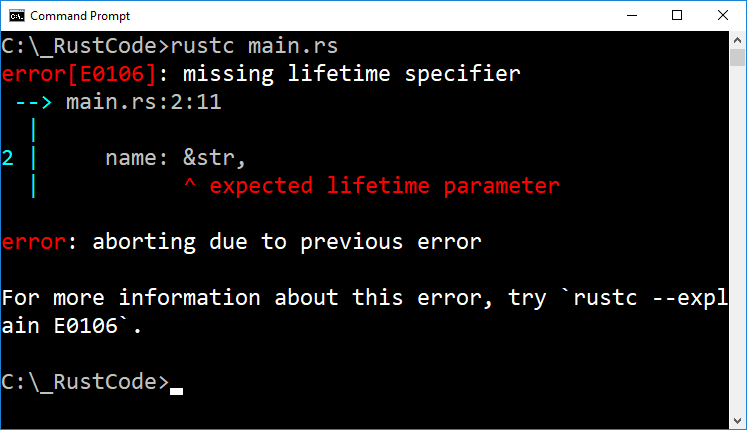 Command Prompt
C:\_RustCode>rustc main.rs
error[E0106]: missing lifetime specifier
 --> main.rs:2:11
  |
2 |     name: &str,
  |           ^ expected lifetime parameter
error: aborting due to previous error
For more information about this error, try `rustc --expl
ain E0106`.
C:\_RustCode>